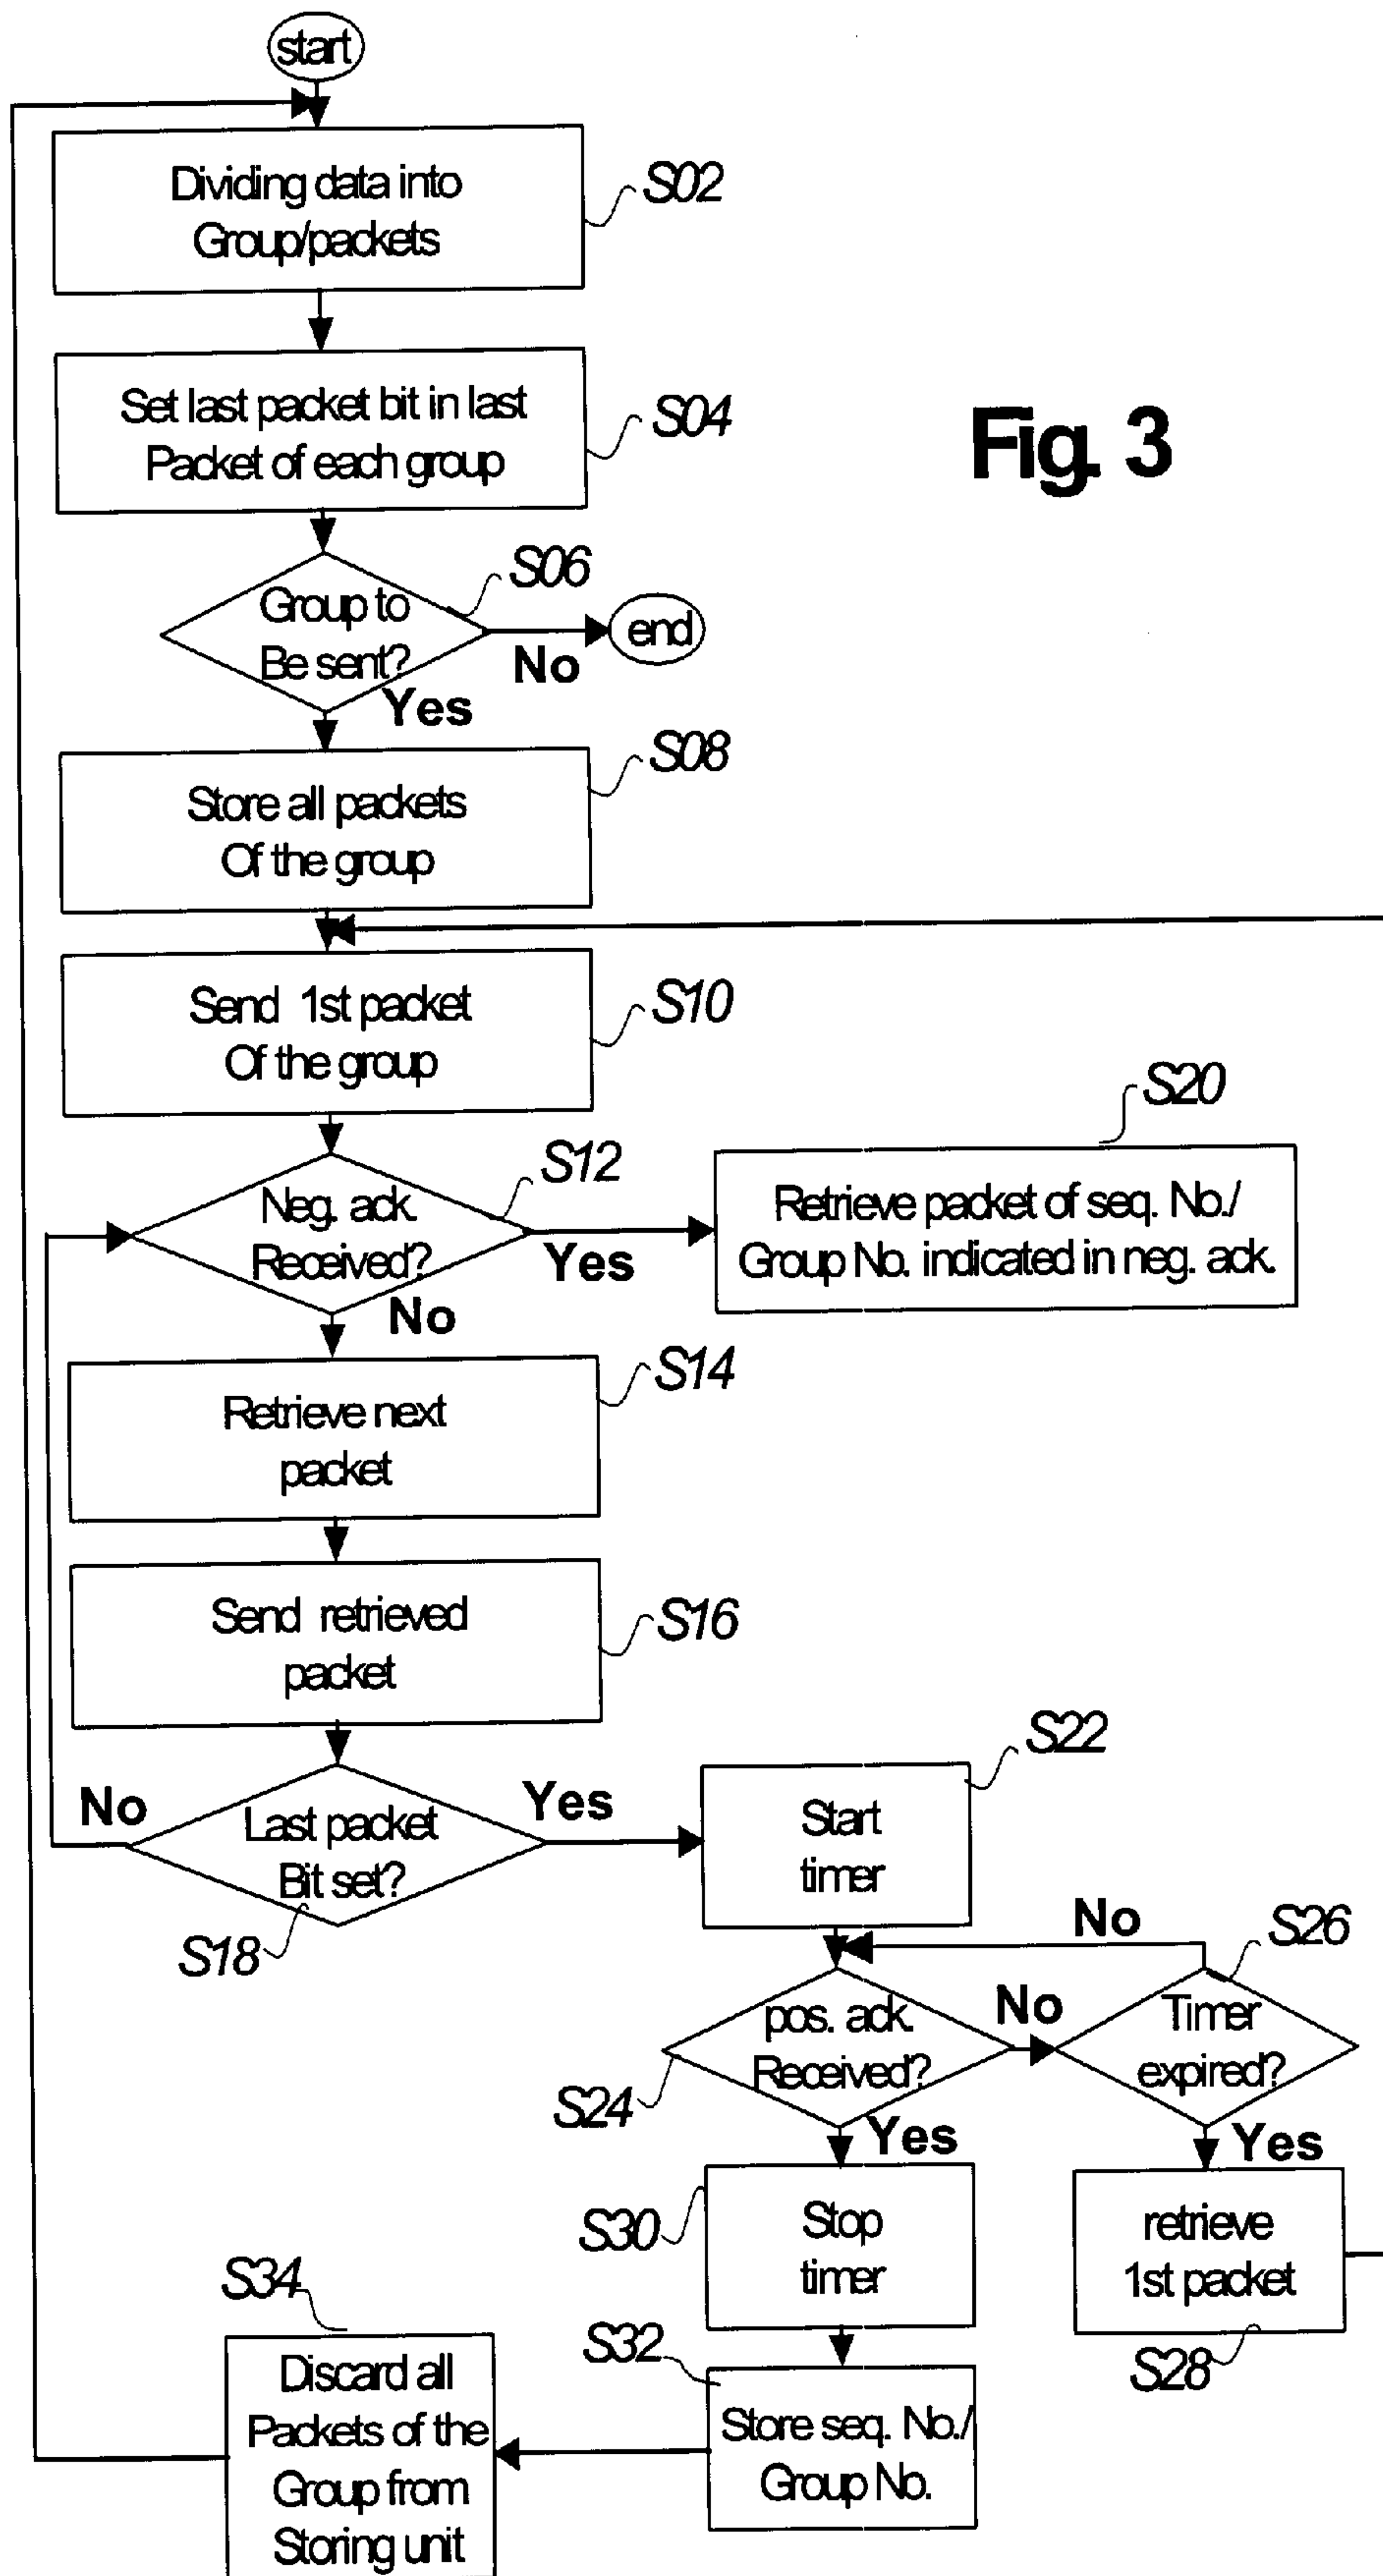 start
Dividing data into
Group/packets
S02
Set last packet bit in last
Packet of each group
S04
Fig. 3
Group to
Be sent?
S06
end
No
Yes
Store all packets
Of the group
S08
Send 1st packet
Of the group
S10
Neg. ack.
Received?
S12
Yes
No
Retrieve packet of seq. No./
Group No. indicated in neg. ack.
S20
Retrieve next
packet
S14
Send retrieved
packet
S16
Last packet
Bit set?
S18
No
Yes
Start
timer
S22
pos. ack.
Received?
S24
No
Timer
expired?
S26
No
Yes
Yes
Stop
timer
S30
retrieve
1st packet
S28
Store seq. No./
Group No.
S32
Discard all
Packets of the
Group from
Storing unit
S34